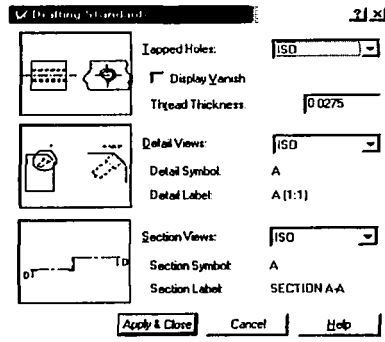 Drafting Standards
Tapped Holes: ISO
Display Vanish
Thread Thickness: 0.0275
Detail Views: ISO
Detail Symbol: A
Detail Label: A (1:1)
Section Views: ISO
D D
Section Symbol: A
Section Label: SECTION A-A
Apply & Close Cancel Help